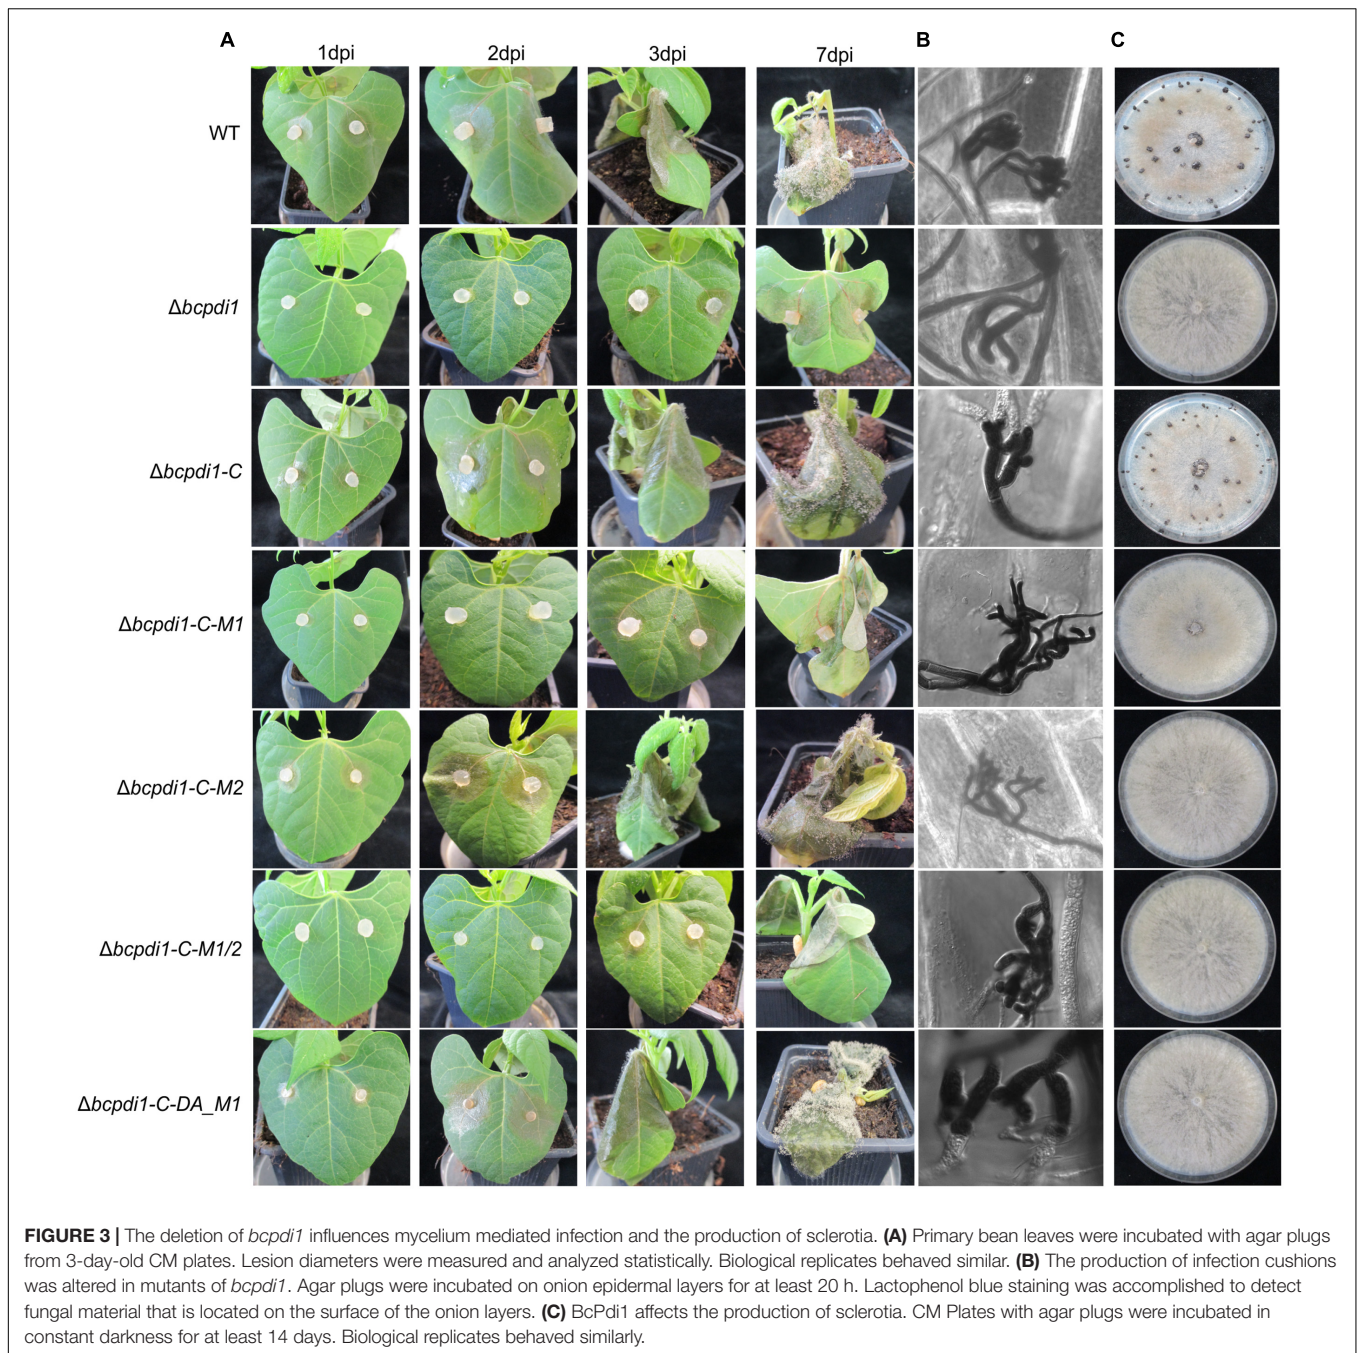 A
B
C
1dpi
2dpi
3dpi
7dpi
WT
Δbcpdi1
Δbcpdi1-C
Δbcpdi1-C-M1
Δbcpdi1-C-M2
Δbcpdi1-C-M1/2
Δbcpdi1-C-DA_M1
FIGURE 3 | The deletion of bcpdi1 influences mycelium mediated infection and the production of sclerotia. (A) Primary bean leaves were incubated with agar plugs
from 3-day-old CM plates. Lesion diameters were measured and analyzed statistically. Biological replicates behaved similar. (B) The production of infection cushions
was altered in mutants of bcpdi1. Agar plugs were incubated on onion epidermal layers for at least 20 h. Lactophenol blue staining was accomplished to detect
fungal material that is located on the surface of the onion layers. (C) BcPdi1 affects the production of sclerotia. CM Plates with agar plugs were incubated in
constant darkness for at least 14 days. Biological replicates behaved similarly.